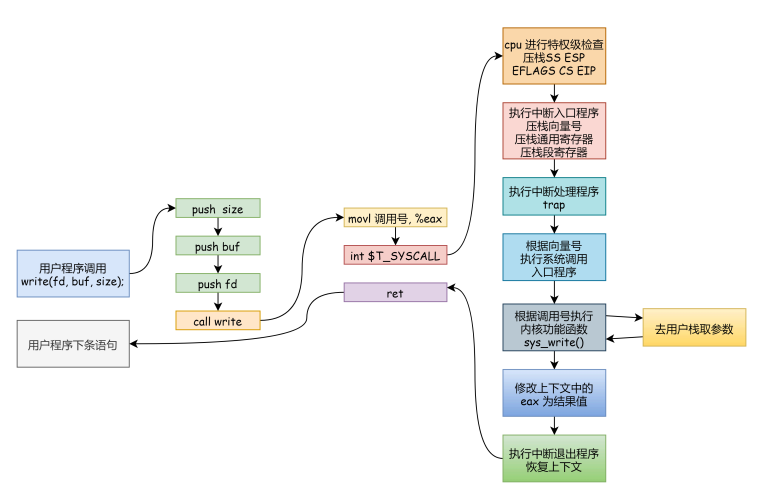 用户程序调用
write(fd, buf, size);
用户程序下条语句
push size
push buf
push fd
call write
movl 调用号, %eax
int $T_SYSCALL
ret
cpu 进行特权级检查
压栈SS ESP
EFLAGS CS EIP
执行中断入口程序
压栈向量号
压栈通用寄存器
压栈段寄存器
执行中断处理程序
trap
根据向量号
执行系统调用
入口程序
根据调用号执行
内核功能函数
sys_write()
去用户栈取参数
修改上下文中的
eax 为结果值
执行中断退出程序
恢复上下文